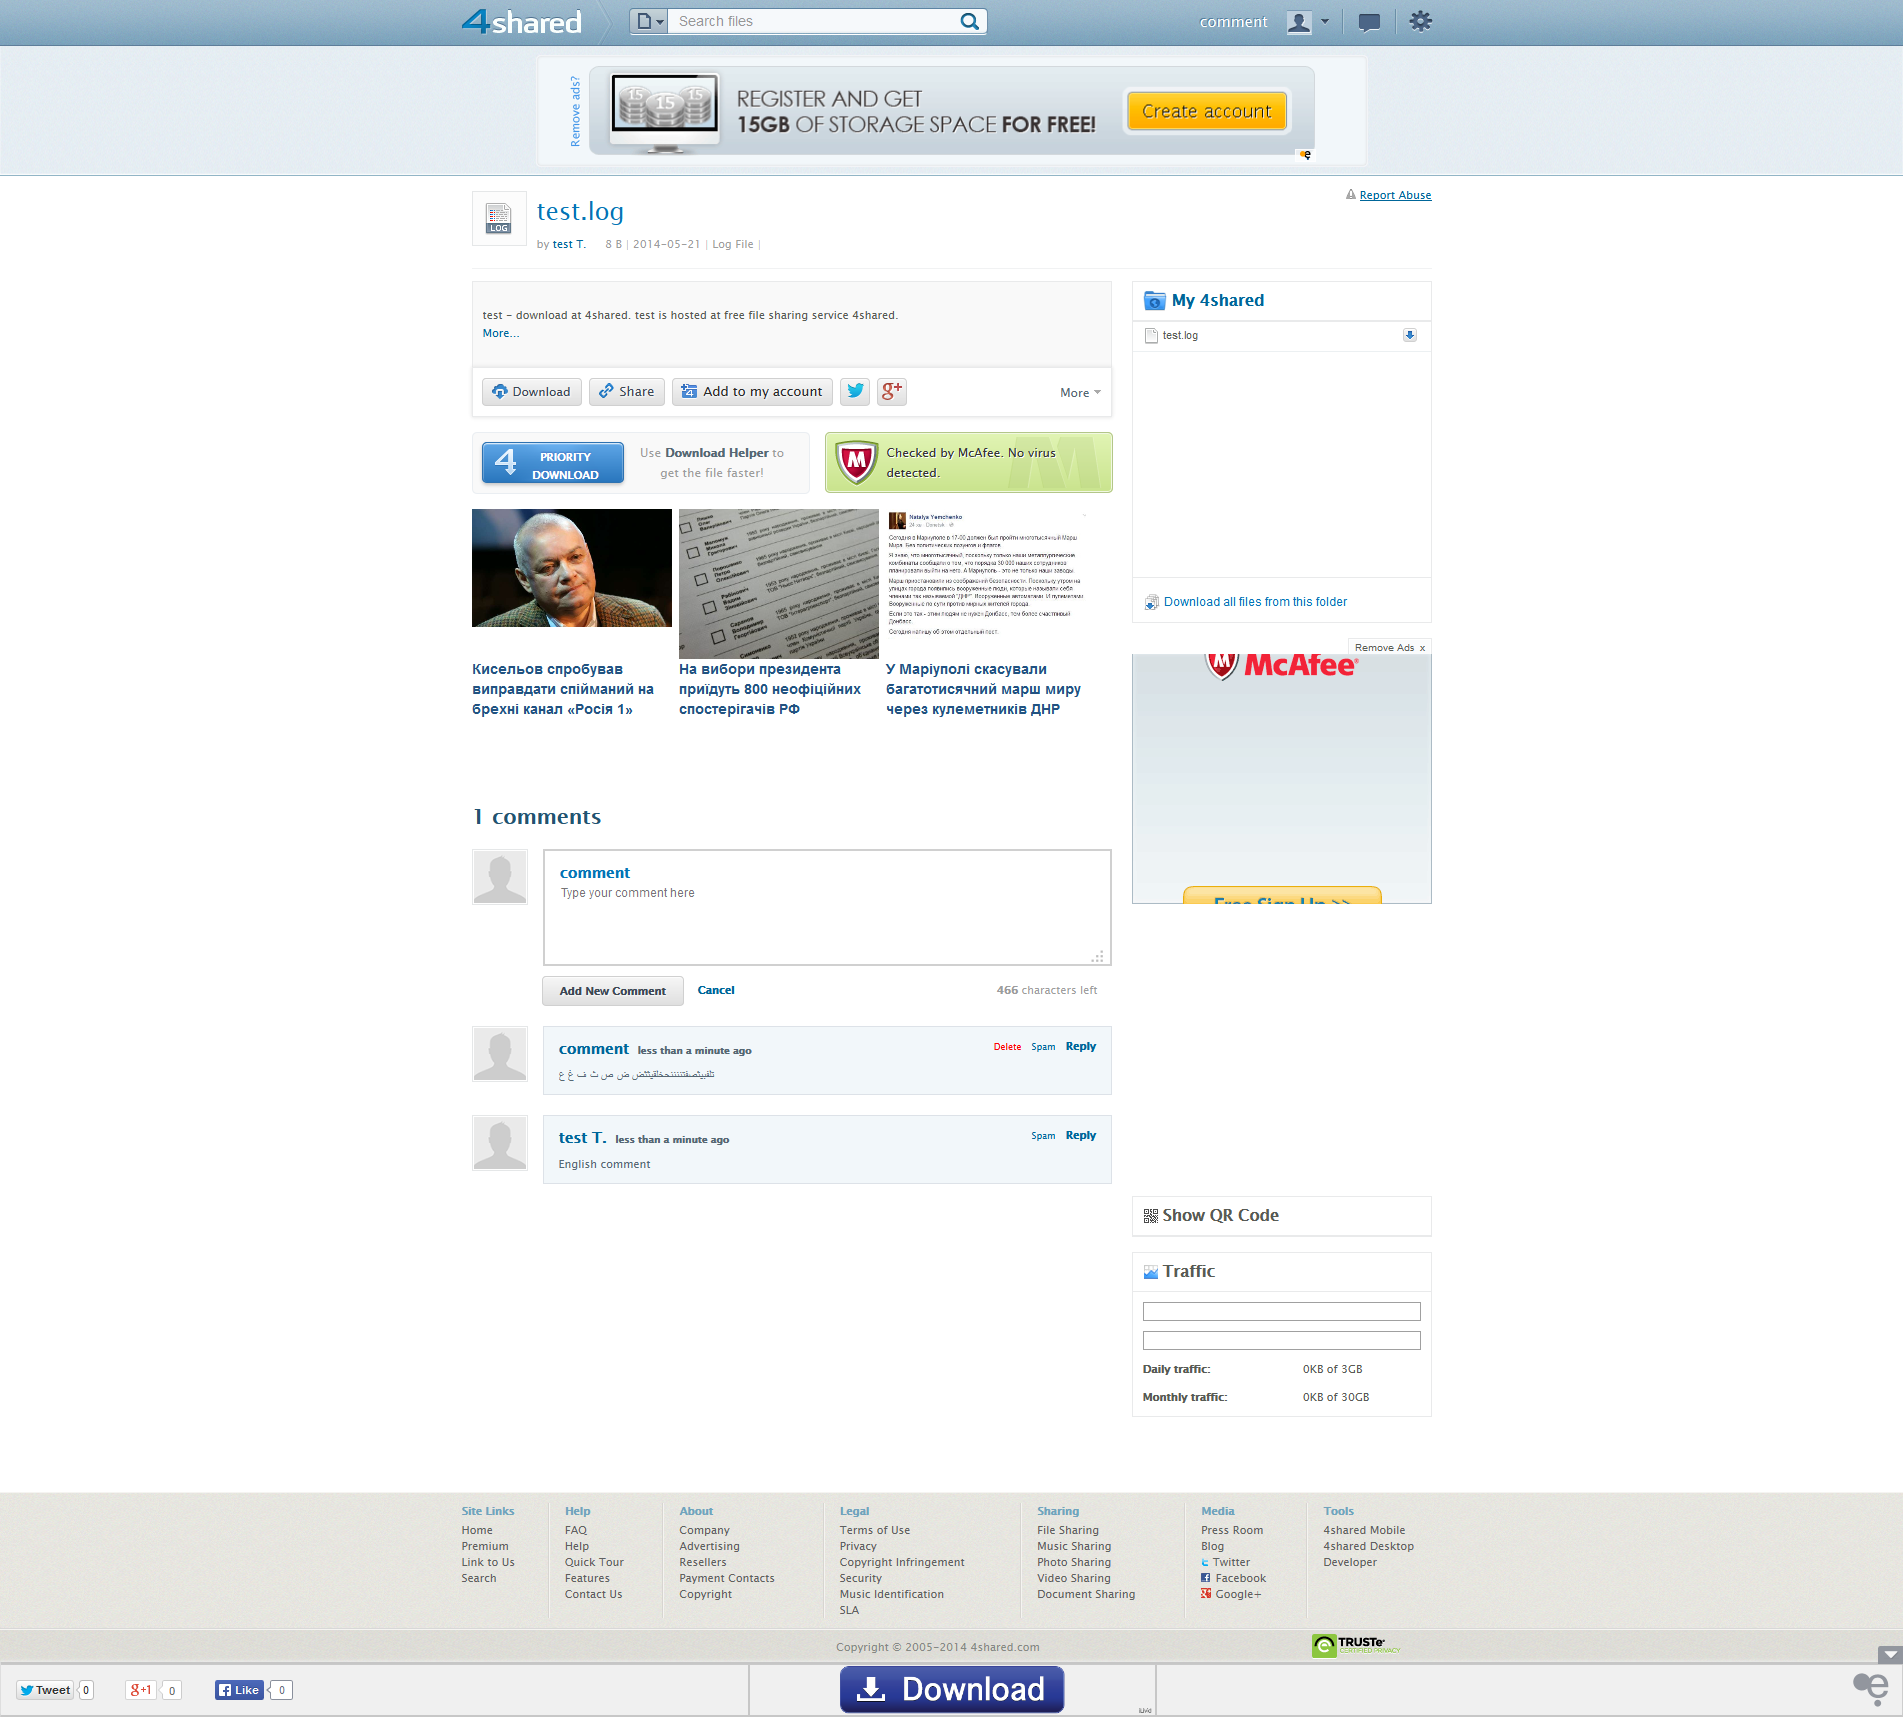 4shared
Search files
comment
Remove ads?
15 15 15
REGISTER AND GET
15GB OF STORAGE SPACE FOR FREE!
Create account
LOG
test.log
by test T. 8 B | 2014-05-21 | Log File |
Report Abuse
test - download at 4shared. test is hosted at free file sharing service 4shared.
More...
Download
Share
Add to my account
More
PRIORITY
DOWNLOAD
Use Download Helper to
get the file faster!
Checked by McAfee. No virus
detected.
My 4shared
test.log
Download all files from this folder
Natalya Yemchenko
Кисельов спробував
виправдати спійманий на
брехні канал «Росія 1»
На вибори президента
приїдуть 800 неофіційних
спостерігачів РФ
У Маріуполі скасували
багатотисячний марш миру
через кулеметників ДНР
Remove Ads x
McAfee
Free Sign Up >>
1 comments
comment
Type your comment here
Add New Comment
Cancel
466 characters left
comment less than a minute ago
Delete Spam Reply
test T. less than a minute ago
Spam Reply
English comment
Show QR Code
Traffic
Daily traffic: 0KB of 3GB
Monthly traffic: 0KB of 30GB
Site Links
Home
Premium
Link to Us
Search
Help
FAQ
Help
Quick Tour
Features
Contact Us
About
Company
Advertising
Resellers
Payment Contacts
Copyright
Legal
Terms of Use
Privacy
Copyright Infringement
Security
Music Identification
SLA
Sharing
File Sharing
Music Sharing
Photo Sharing
Video Sharing
Document Sharing
Media
Press Room
Blog
Twitter
Facebook
Google+
Tools
4shared Mobile
4shared Desktop
Developer
Copyright © 2005-2014 4shared.com
TRUSTe
CERTIFIED PRIVACY
Tweet 0
g+1 0
Like 0
Download